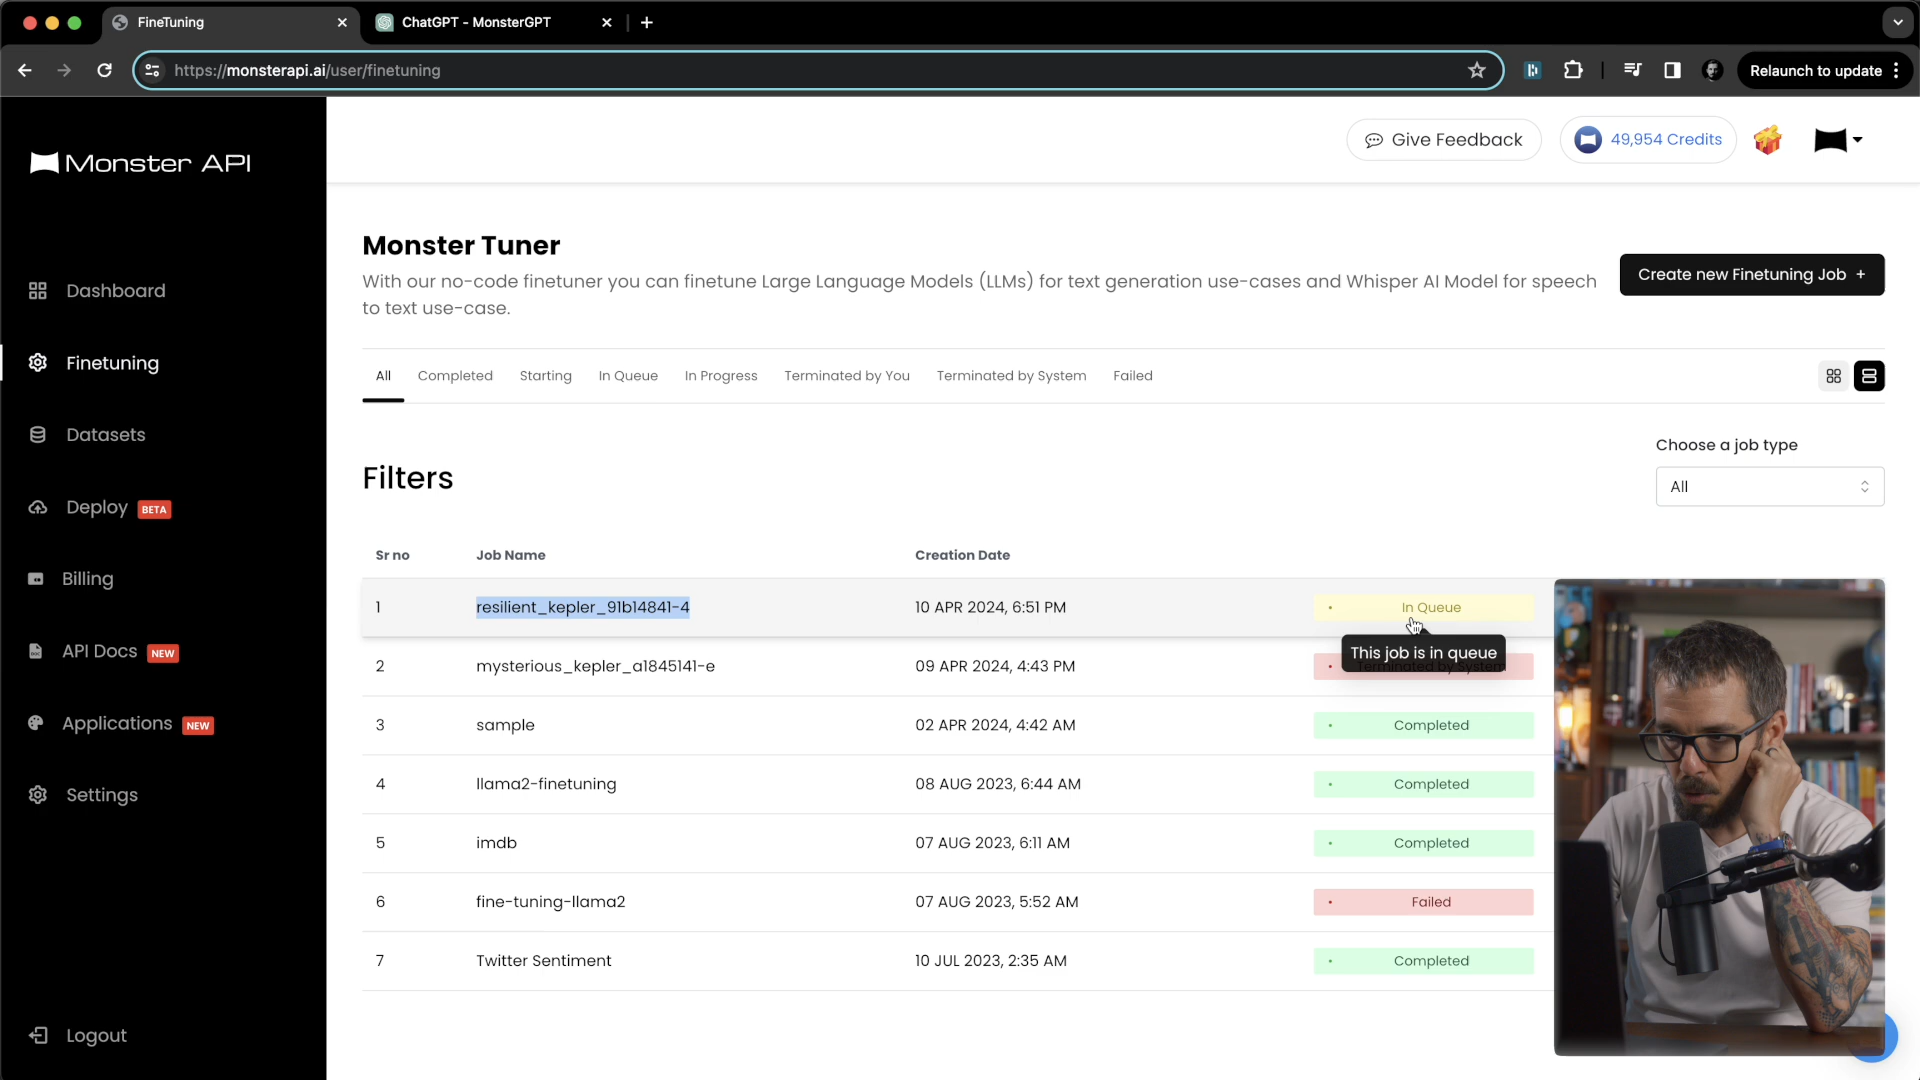 FineTuning
ChatGPT - MonsterGPT
https://monsterapi.ai/user/finetuning
Relaunch to update
Monster API
Give Feedback
49,954 Credits
Dashboard
Finetuning
Datasets
Deploy BETA
Billing
API Docs NEW
Applications NEW
Settings
Logout
Monster Tuner
With our no-code finetuner you can finetune Large Language Models (LLMs) for text generation use-cases and Whisper AI Model for speech
to text use-case.
Create new Finetuning Job +
All Completed Starting In Queue In Progress Terminated by You Terminated by System Failed
Choose a job type
Filters
All
Sr no Job Name Creation Date
1 resilient_kepler_91b14841-4 10 APR 2024, 6:51 PM In Queue
This job is in queue
2 mysterious_kepler_a1845141-e 09 APR 2024, 4:43 PM Terminated by System
3 sample 02 APR 2024, 4:42 AM Completed
4 llama2-finetuning 08 AUG 2023, 6:44 AM Completed
5 imdb 07 AUG 2023, 6:11 AM Completed
6 fine-tuning-llama2 07 AUG 2023, 5:52 AM Failed
7 Twitter Sentiment 10 JUL 2023, 2:35 AM Completed